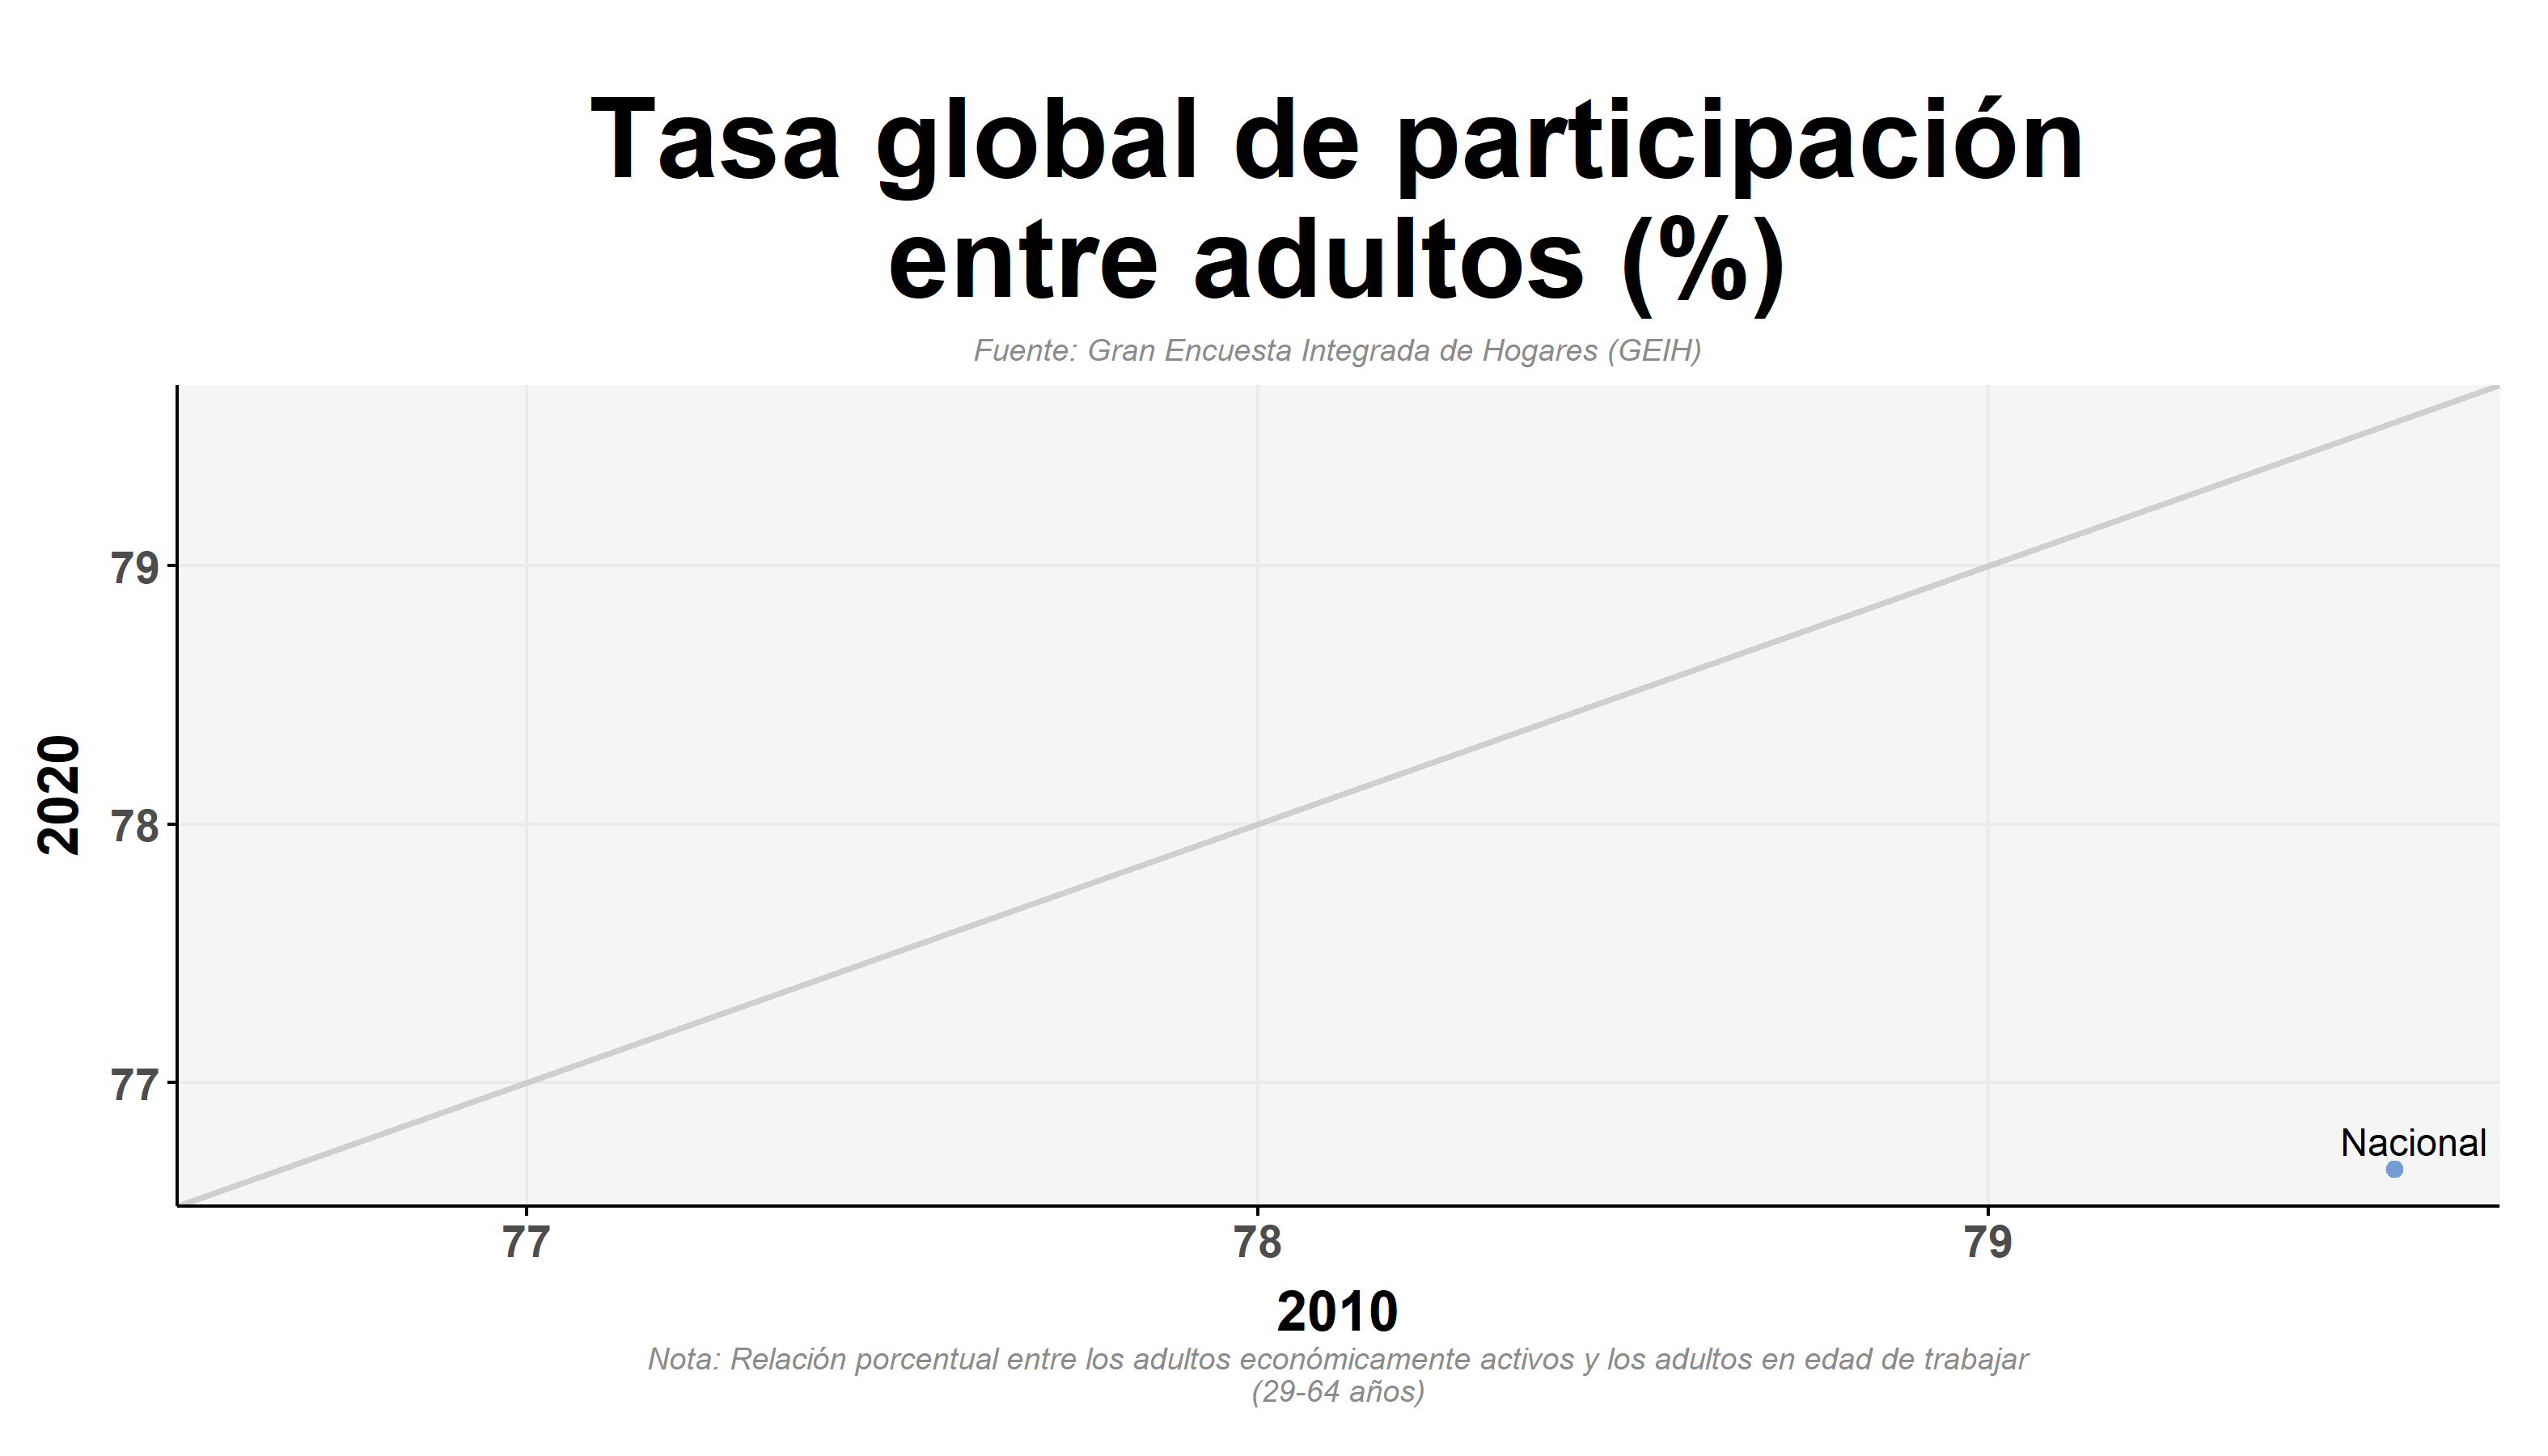 Tasa global de participación
entre adultos (%)
Fuente: Gran Encuesta Integrada de Hogares (GEIH)
79
78
77
2020
Nacional
77
78
79
2010
Nota: Relación porcentual entre los adultos económicamente activos y los adultos en edad de trabajar
(29-64 años)